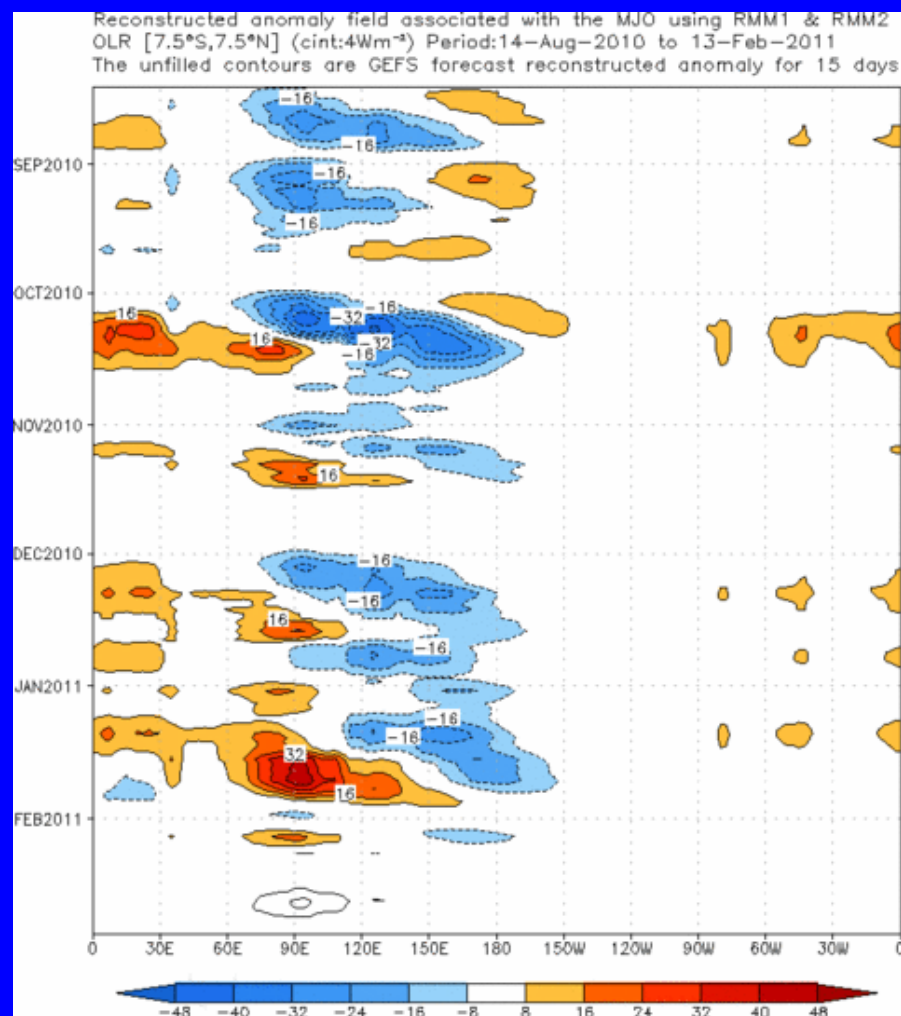 Reconstructed anomaly field associated with the MJO using RMM1 & RMM2
OLR [7.5°S,7.5°N] (cint:4Wm⁻²) Period:14-Aug-2010 to 13-Feb-2011
The unfilled contours are GEFS forecast reconstructed anomaly for 15 days
-16
-16
SEP2010
-16
-16
OCT2010
16
-16
-32
16
-32
-16
NOV2010
16
DEC2010
-16
-16
16
-16
JAN2011
-16
-16
32
16
FEB2011
0 30E 60E 90E 120E 150E 180 150W 120W 90W 60W 30W 0
-48 -40 -32 -24 -16 -8 8 16 24 32 40 48